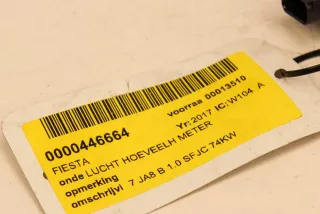 voorraa 00013510
0000446664
Yr: 2017 IC: W104 A
FIESTA
onde LUCHT HOEVEELH METER
opmerking
omschrijvi 7 JA8 B 1.0 SFJC 74KW